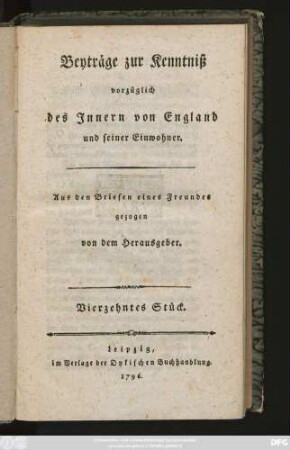 Beyträge zur Kenntniß
vorzüglich
des Innern von England
und seiner Einwohner.
Aus den Briefen eines Freundes
gezogen
von dem Herausgeber.
Vierzehntes Stück.
Leipzig,
im Verlage der Dykischen Buchhandlung.
1796.